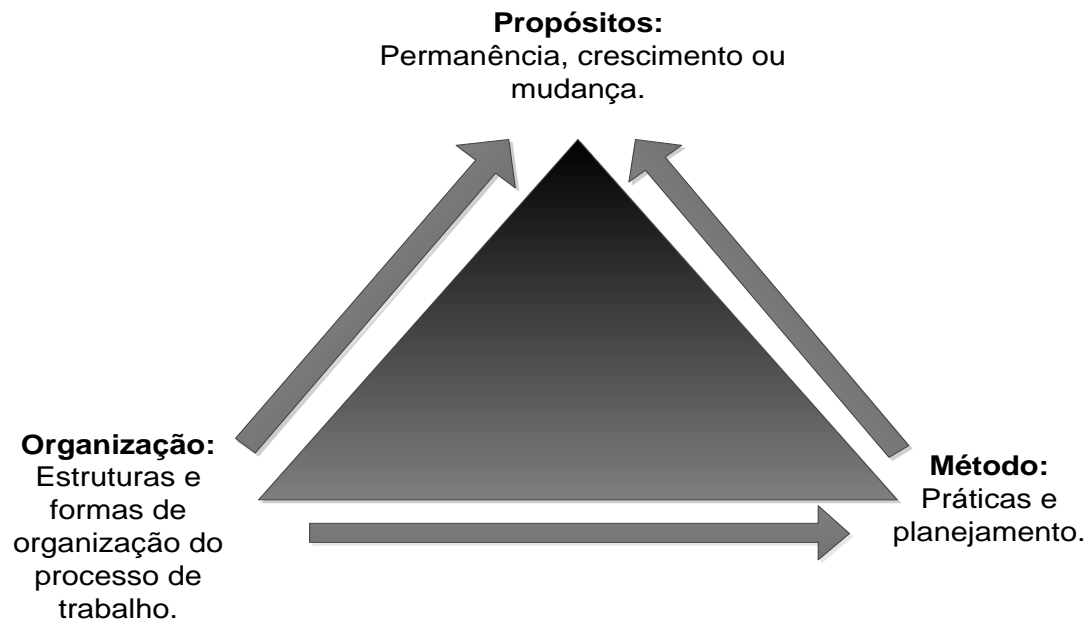 Propósitos:
Permanência, crescimento ou
mudança.
Organização:
Estruturas e
formas de
organização do
processo de
trabalho.
Método:
Práticas e
planejamento.